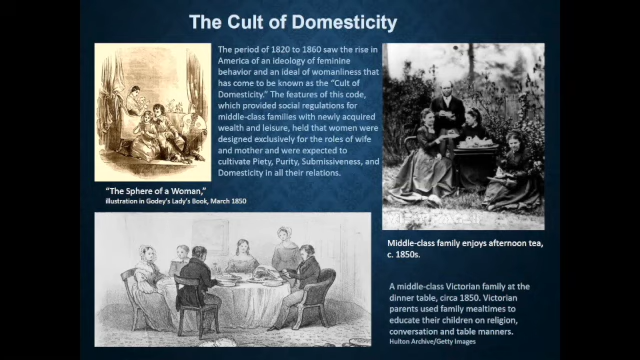 The Cult of Domesticity
The period of 1820 to 1860 saw the rise in
America of an ideology of feminine
behavior and an ideal of womanliness that
has come to be known as the “Cult of
Domesticity.” The features of this code,
which provided social regulations for
middle-class families with newly acquired
wealth and leisure, held that women were
designed exclusively for the roles of wife
and mother and were expected to
cultivate Piety, Purity, Submissiveness, and
Domesticity in all their relations.
“The Sphere of a Woman,”
illustration in Godey's Lady's Book, March 1850
Middle-class family enjoys afternoon tea,
c. 1850s.
A middle-class Victorian family at the
dinner table, circa 1850. Victorian
parents used family mealtimes to
educate their children on religion,
conversation and table manners.
Hulton Archive/Getty Images